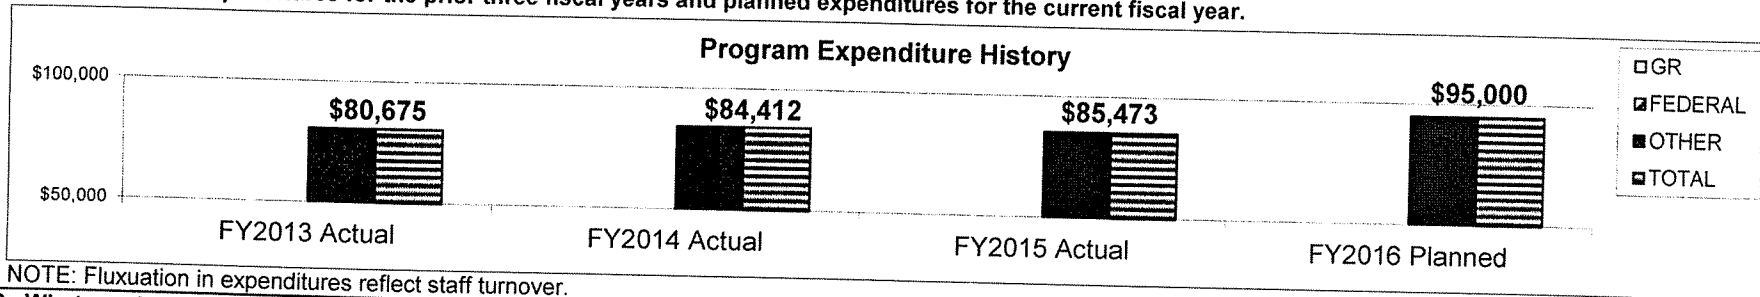 for the prior three fiscal years and planned expenditures for the current fiscal year.
Program Expenditure History
$100,000
$50,000
$80,675
$84,412
$85,473
$95,000
FY2013 Actual
FY2014 Actual
FY2015 Actual
FY2016 Planned
GR
FEDERAL
OTHER
TOTAL
NOTE: Fluxuation in expenditures reflect staff turnover.